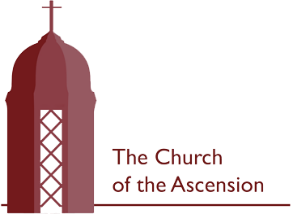 The Church
of the Ascension